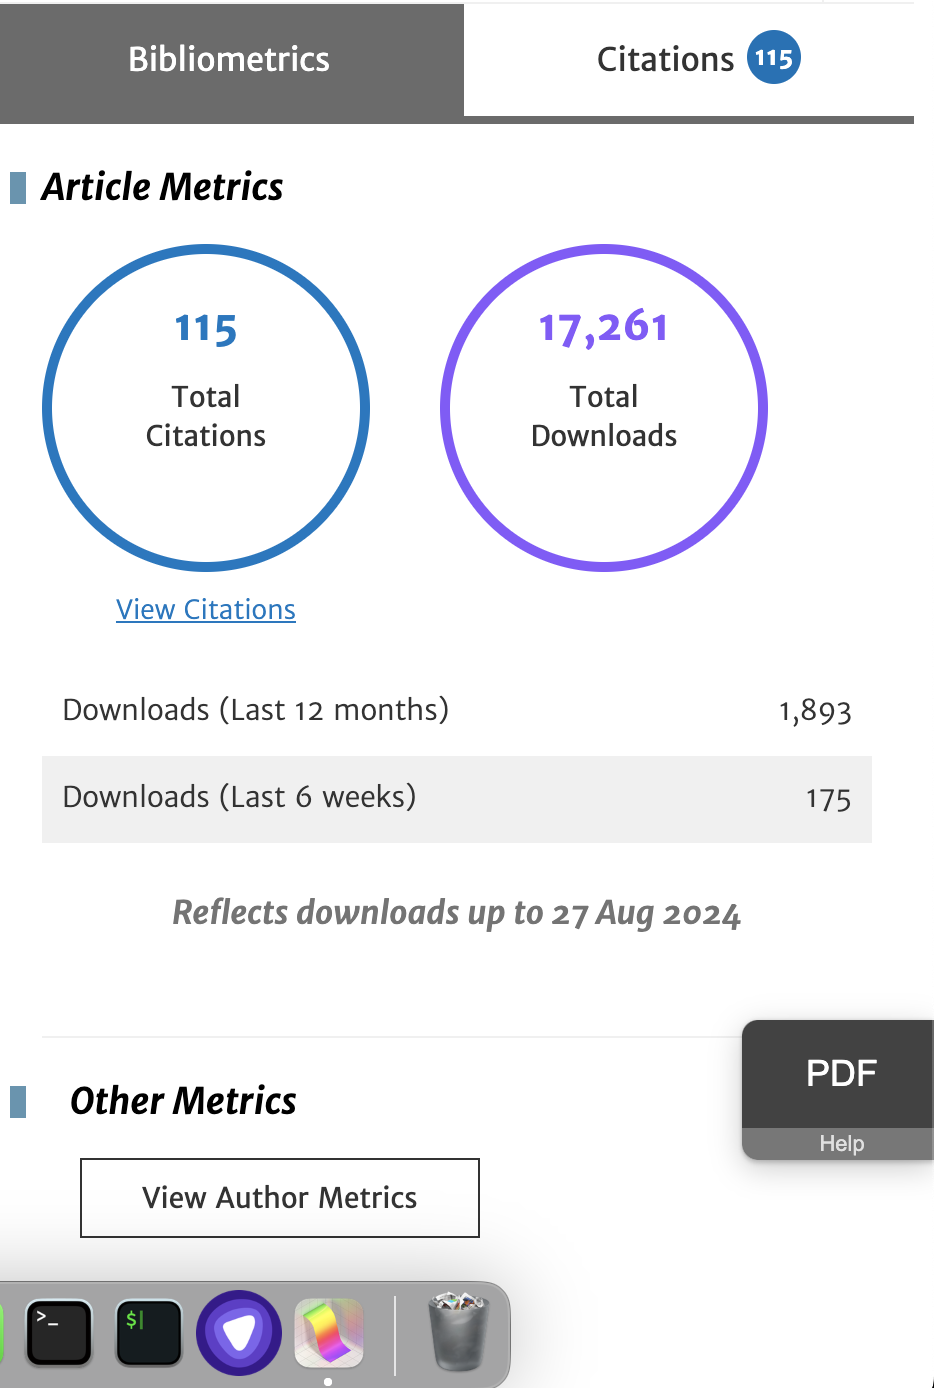 Bibliometrics
Citations 115
Article Metrics
115
Total
Citations
17,261
Total
Downloads
View Citations
Downloads (Last 12 months) 1,893
Downloads (Last 6 weeks) 175
Reflects downloads up to 27 Aug 2024
PDF
Help
Other Metrics
View Author Metrics
>_
$